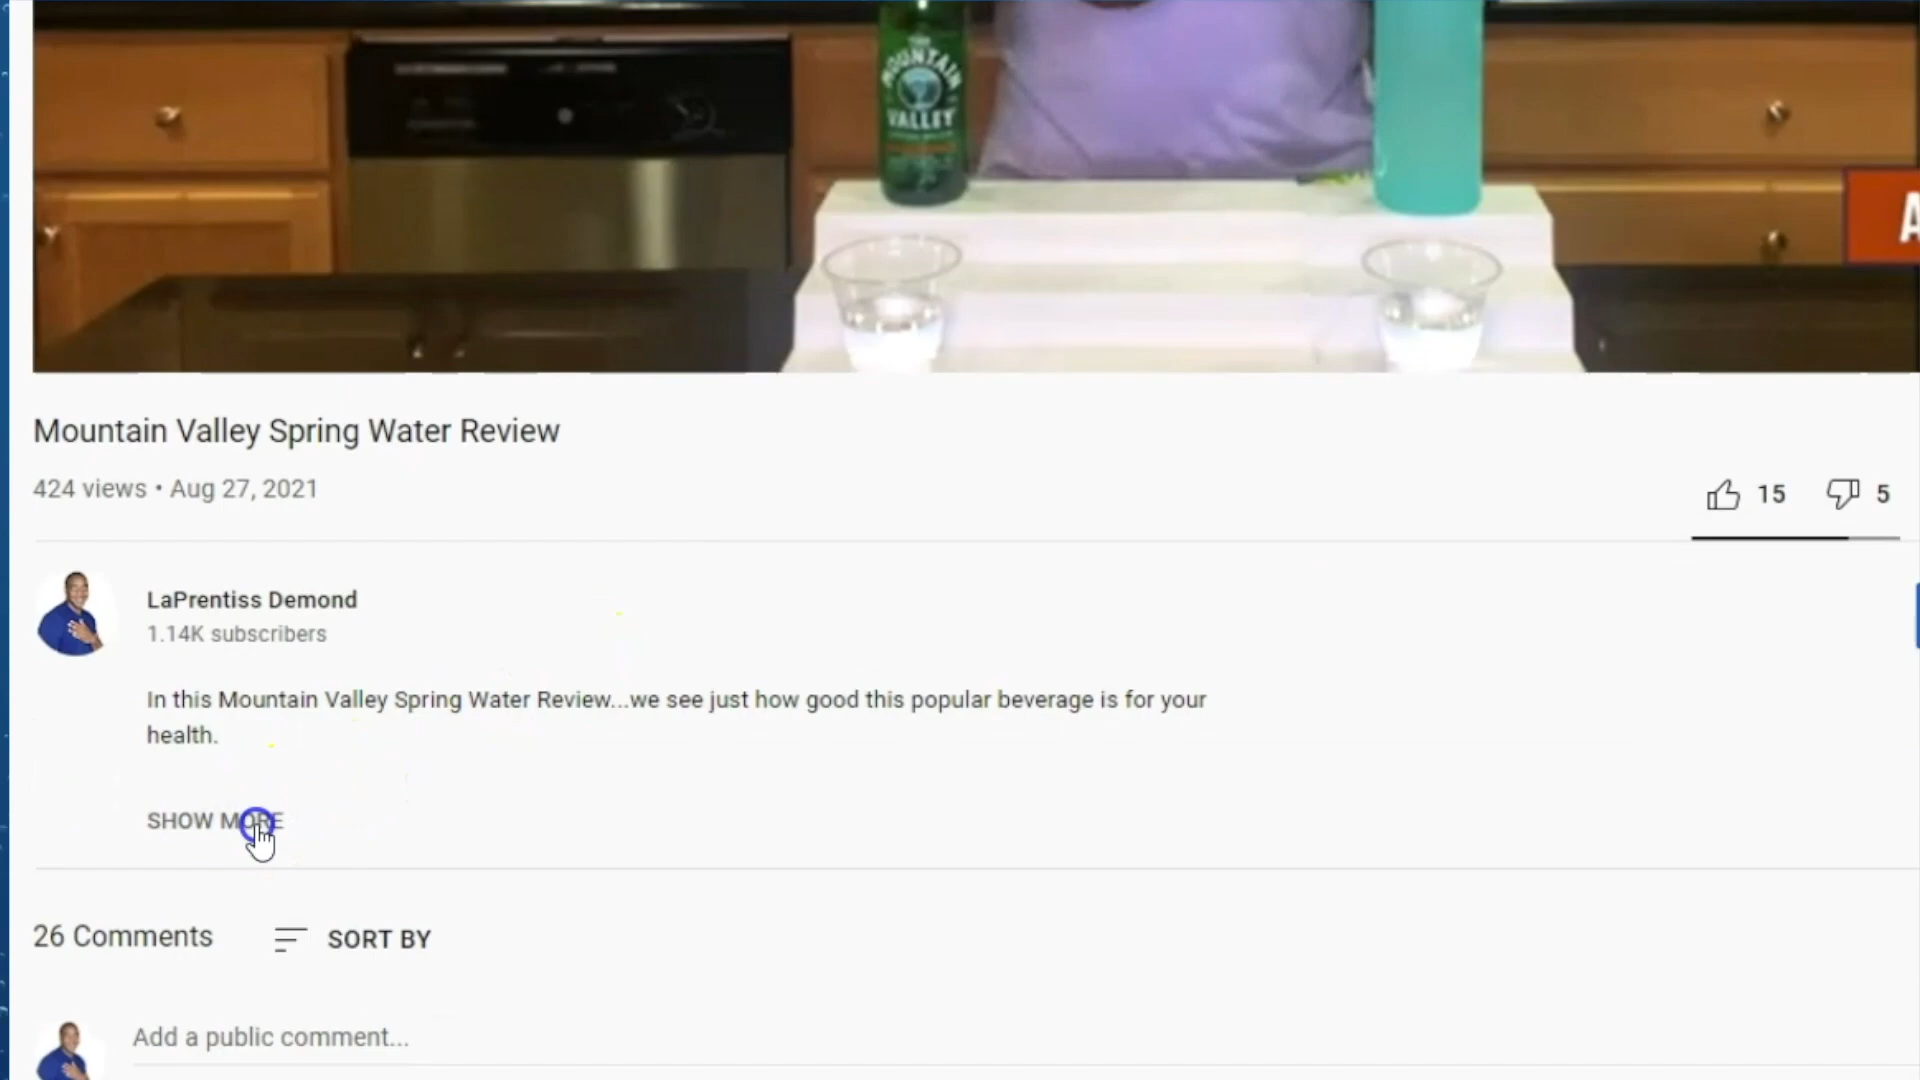 MOUNTAIN
VALLEY
Mountain Valley Spring Water Review
424 views • Aug 27, 2021
15
5
LaPrentiss Demond
1.14K subscribers
In this Mountain Valley Spring Water Review...we see just how good this popular beverage is for your
health.
SHOW MORE
26 Comments
SORT BY
Add a public comment...